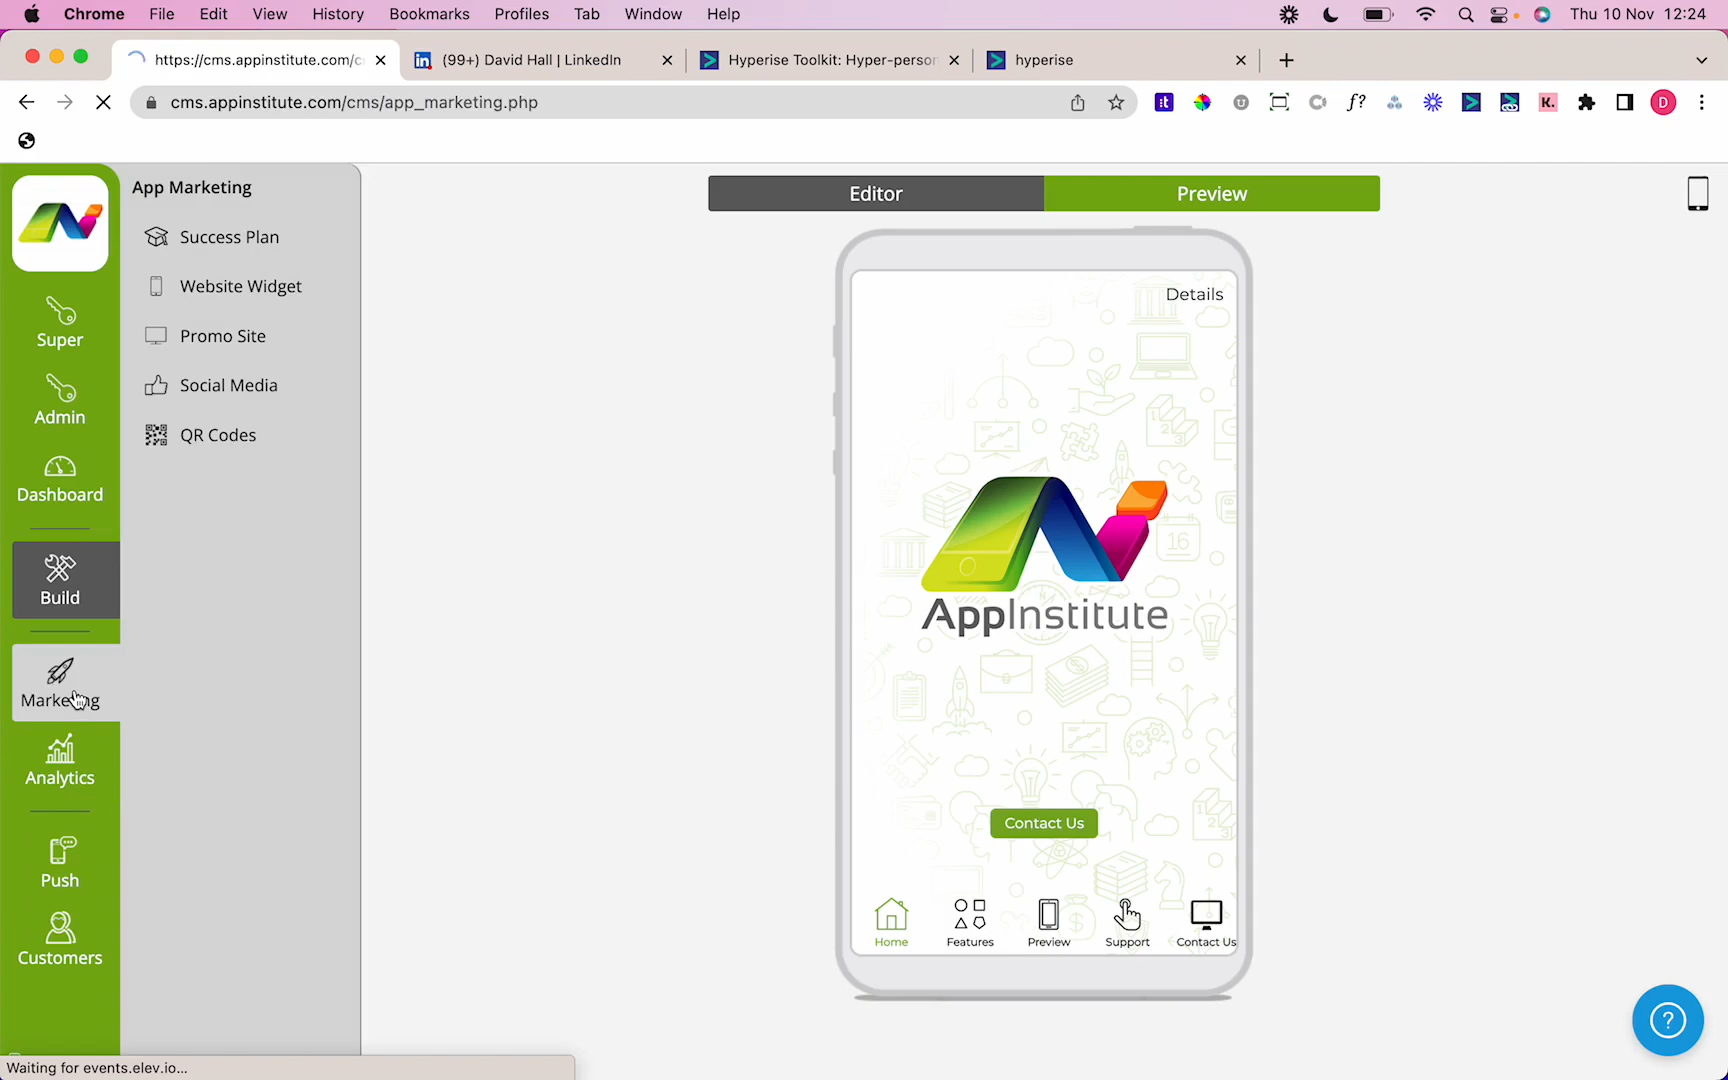 Chrome File Edit View History Bookmarks Profiles Tab Window Help Thu 10 Nov 12:24
https://cms.appinstitute.com/c (99+) David Hall | LinkedIn Hyperise Toolkit: Hyper-person hyperise
cms.appinstitute.com/cms/app_marketing.php
App Marketing
Success Plan
Website Widget
Promo Site
Social Media
QR Codes
Super
Admin
Dashboard
Build
Marketing
Analytics
Push
Customers
Editor Preview
Details
AppInstitute
Contact Us
Home Features Preview Support Contact Us
Waiting for events.elev.io...